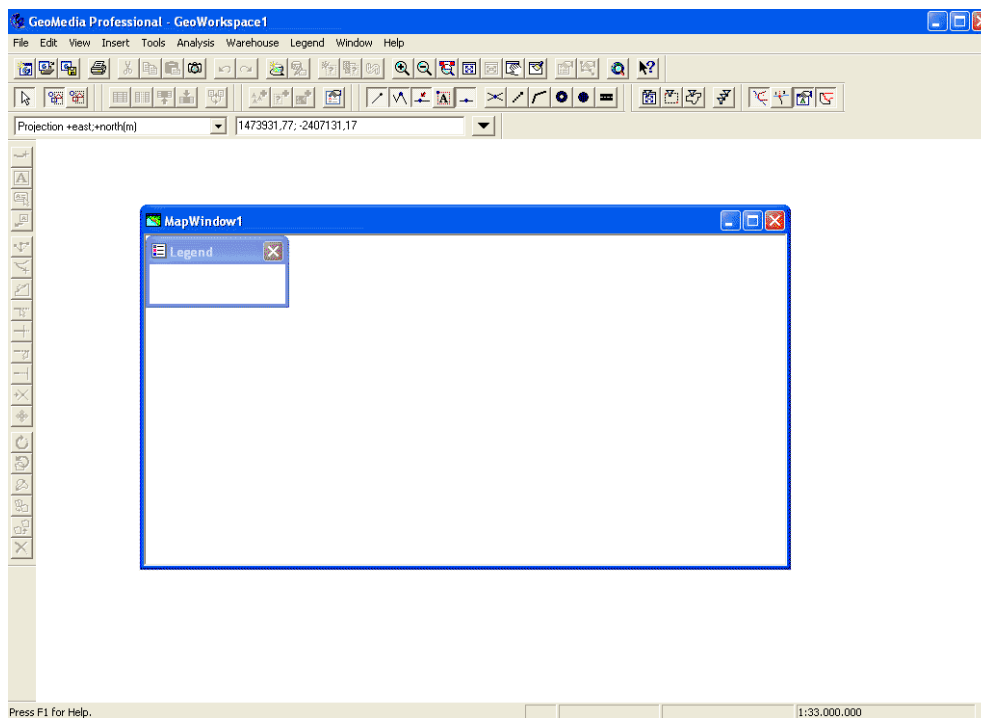 GeoMedia Professional - GeoWorkspace1
File Edit View Insert Tools Analysis Warehouse Legend Window Help
Projection +east;+north(m) 1473931,77; -2407131,17
MapWindow1
Legend
Press F1 for Help. 1:33.000.000